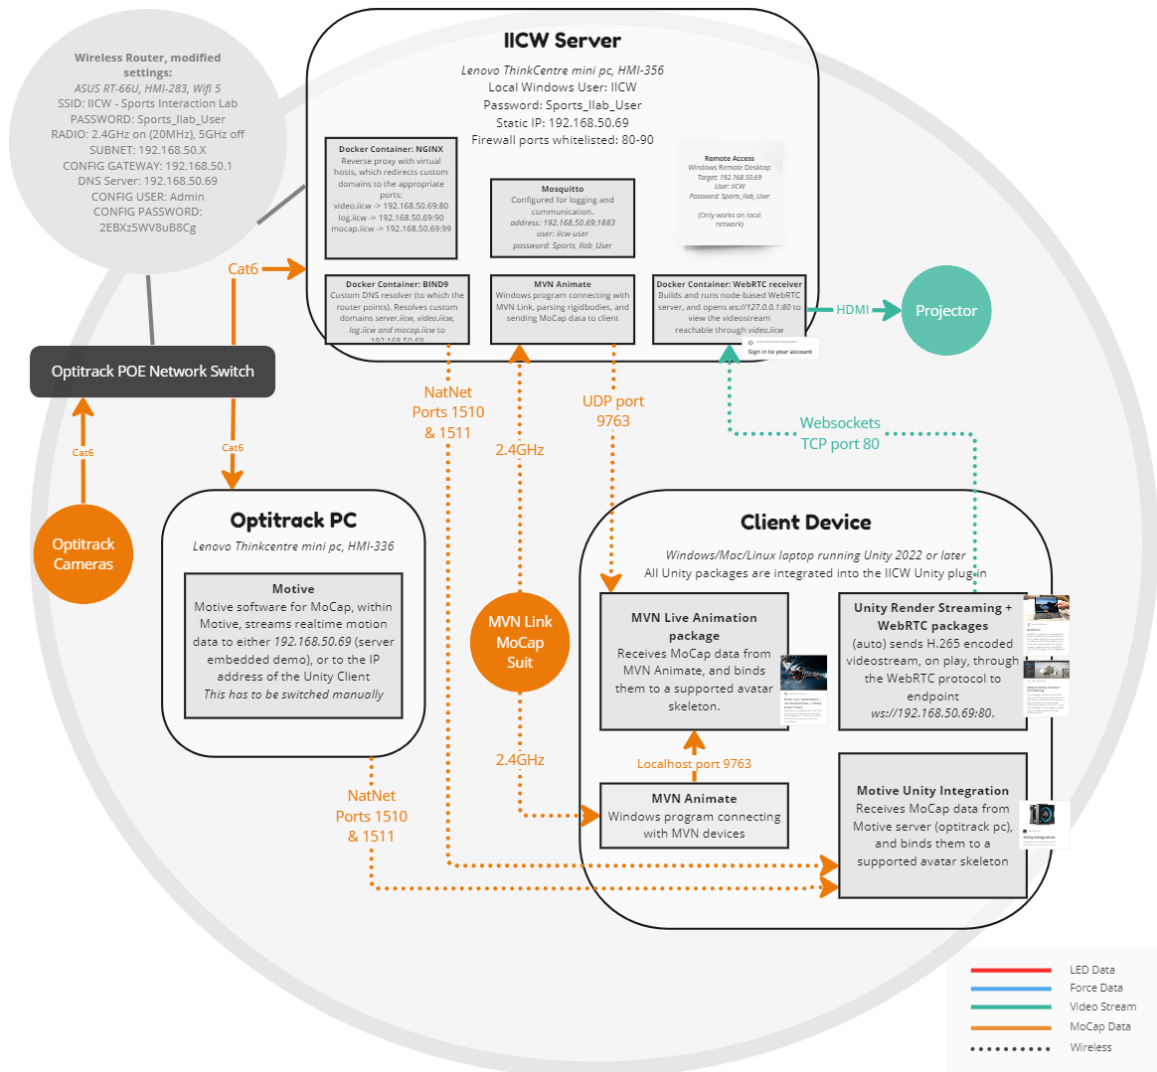 Wireless Router, modified
settings:
ASUS RT-66U, HMI-283, Wifi 5
SSID: IICW - Sports Interaction Lab
PASSWORD: Sports_Ilab_User
RADIO: 2.4GHz on (20MHz), 5GHz off
SUBNET: 192.168.50.X
CONFIG GATEWAY: 192.168.50.1
DNS Server: 192.168.50.69
CONFIG USER: Admin
CONFIG PASSWORD:
2EBXz5WV8uB8Cg
IICW Server
Lenovo ThinkCentre mini pc, HMI-356
Local Windows User: IICW
Password: Sports_Ilab_User
Static IP: 192.168.50.69
Firewall ports whitelisted: 80-90
Docker Container: NGINX
Reverse proxy with virtual
hosts, which redirects custom
domains to the appropriate
ports:
video.iicw -> 192.168.50.69:80
log.iicw -> 192.168.50.69:90
mocap.iicw -> 192.168.50.69:99
Mosquitto
Configured for logging and
communication.
address: 192.168.50.69:1883
user: iicw-user
password: Sports_Ilab_User
Remote Access
Windows Remote Desktop
Target: 192.168.50.69
User: IICW
Password: Sports_Ilab_User
(Only works on local
network)
Docker Container: BIND9
Custom DNS resolver (to which the
router points). Resolves custom
domains server.iicw, video.iicw,
log.iicw and mocap.iicw to
192.168.50.69
MVN Animate
Windows program connecting with
MVN Link, parsing rigidbodies, and
sending MoCap data to client
Docker Container: WebRTC receiver
Builds and runs node-based WebRTC
server, and opens ws://127.0.0.1:80 to
view the videostream
reachable through video.iicw
Sign in to your account
Cat6
HDMI
Projector
Optitrack POE Network Switch
Cat6
Cat6
Optitrack
Cameras
NatNet
Ports 1510
& 1511
2.4GHz
UDP port
9763
Websockets
TCP port 80
Optitrack PC
Lenovo Thinkcentre mini pc, HMI-336
Motive
Motive software for MoCap, within
Motive, streams realtime motion
data to either 192.168.50.69 (server
embedded demo), or to the IP
address of the Unity Client
This has to be switched manually
MVN Link
MoCap
Suit
2.4GHz
NatNet
Ports 1510
& 1511
Client Device
Windows/Mac/Linux laptop running Unity 2022 or later
All Unity packages are integrated into the IICW Unity plug-in
MVN Live Animation
package
Receives MoCap data from
MVN Animate, and binds
them to a supported avatar
skeleton.
Unity Render Streaming +
WebRTC packages
(auto) sends H.265 encoded
videostream, on play, through
the WebRTC protocol to
endpoint
ws://192.168.50.69:80.
Localhost port 9763
MVN Animate
Windows program connecting
with MVN devices
Motive Unity Integration
Receives MoCap data from
Motive server (optitrack pc),
and binds them to a
supported avatar skeleton
LED Data
Force Data
Video Stream
MoCap Data
Wireless